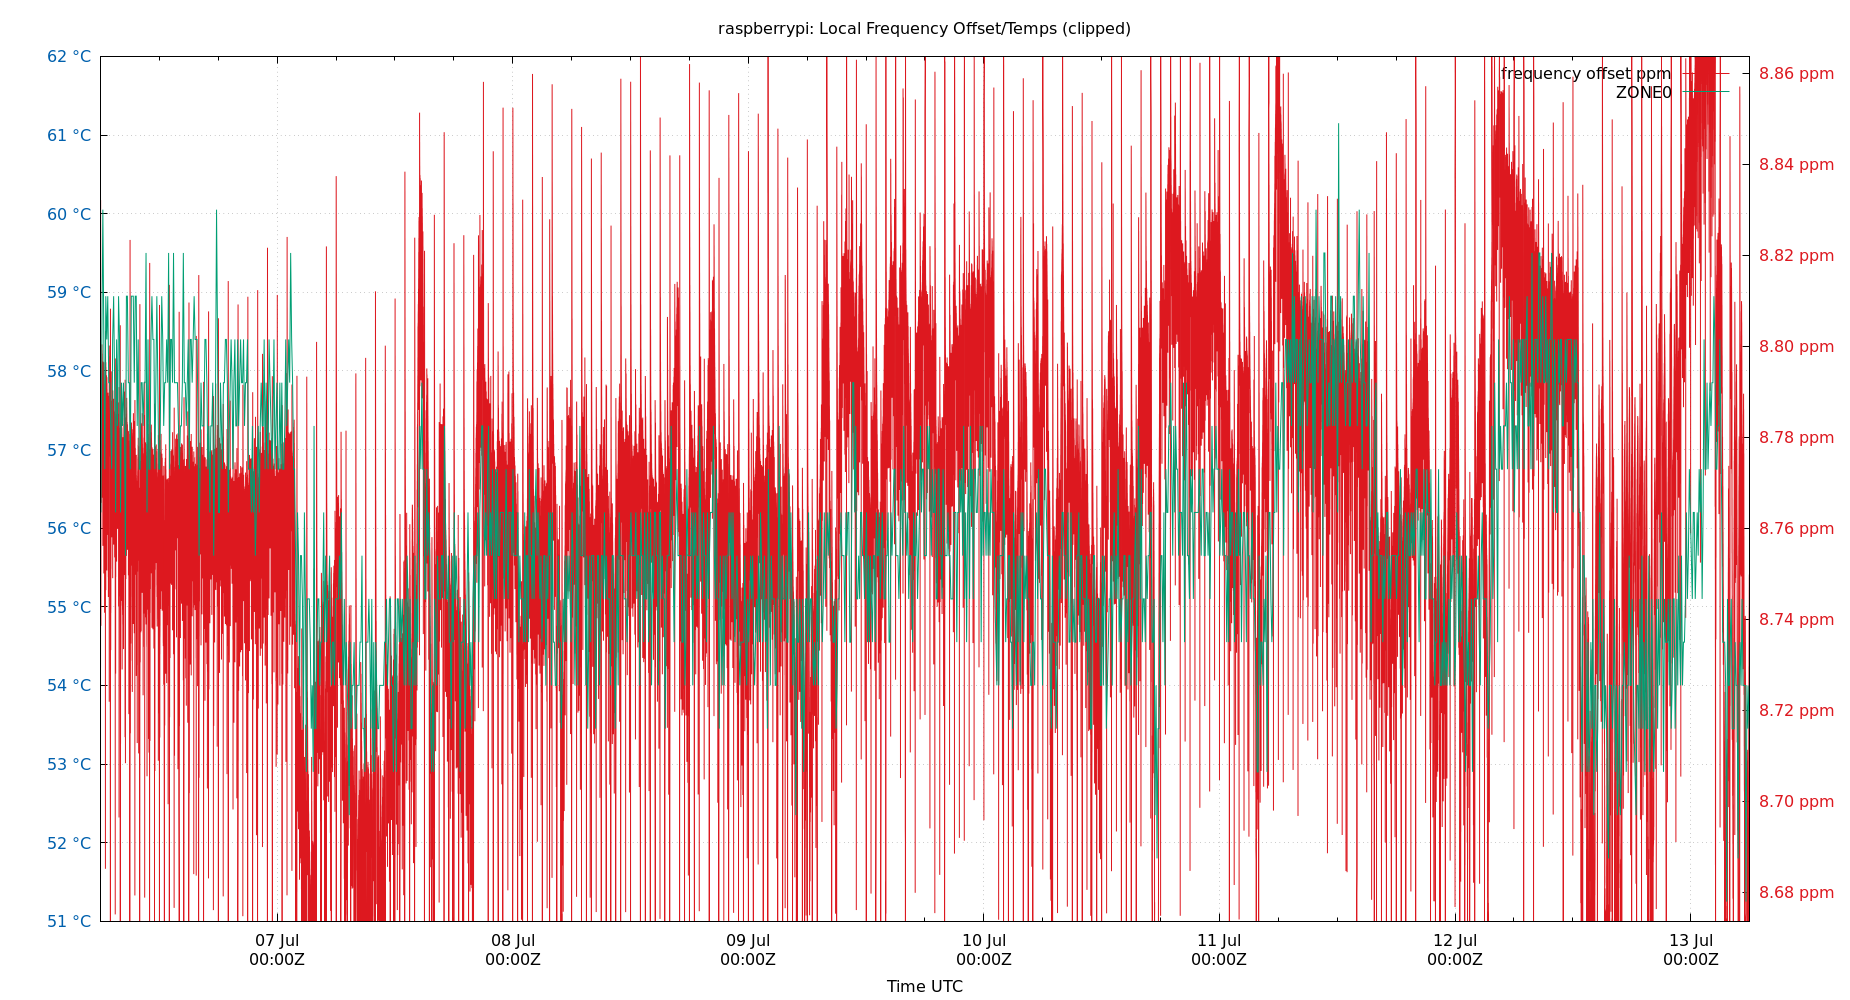 raspberrypi: Local Frequency Offset/Temps (clipped)
62 °C
61 °C
60 °C
59 °C
58 °C
57 °C
56 °C
55 °C
54 °C
53 °C
52 °C
51 °C
frequency offset ppm
ZONE0
8.86 ppm
8.84 ppm
8.82 ppm
8.80 ppm
8.78 ppm
8.76 ppm
8.74 ppm
8.72 ppm
8.70 ppm
8.68 ppm
07 Jul
00:00Z
08 Jul
00:00Z
09 Jul
00:00Z
10 Jul
00:00Z
11 Jul
00:00Z
12 Jul
00:00Z
13 Jul
00:00Z
Time UTC